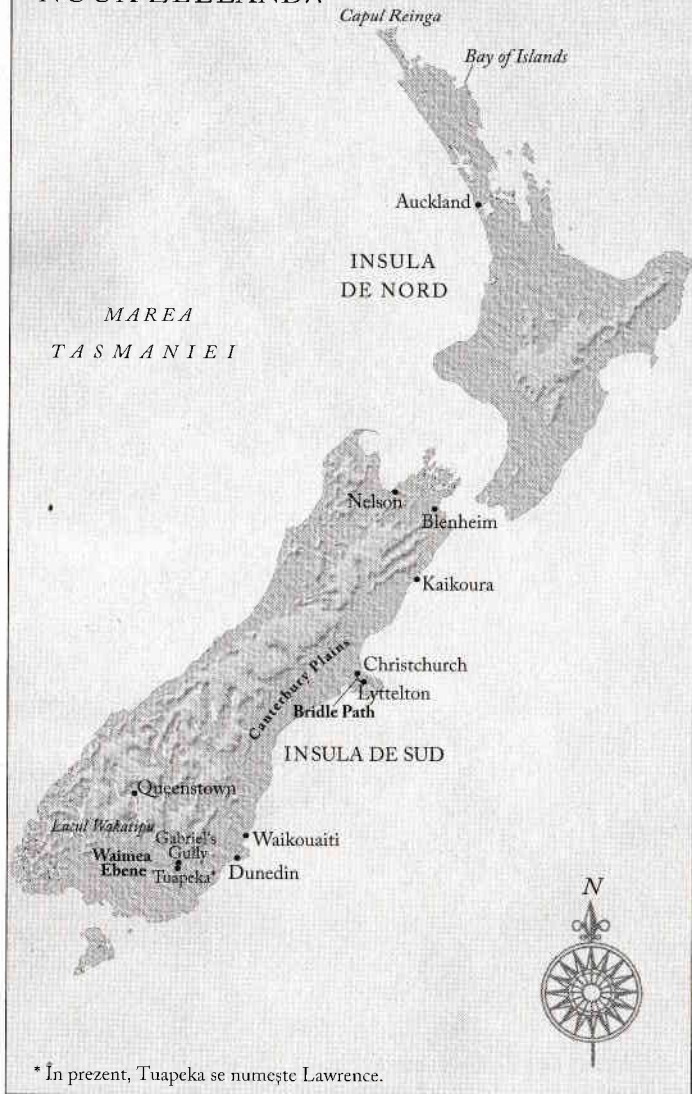 Capul Reinga
Bay of Islands
Auckland
INSULA
DE NORD
MAREA
TASMANIEI
Nelson
Blenheim
Kaikoura
Canterbury Plains
Christchurch
Lyttelton
Bridle Path
INSULA DE SUD
Queenstown
Lacul Wakatipu
Gabriel's
Gully
Waikouaiti
Waimea
Ebene
Tuapeka*
Dunedin
N
* În prezent, Tuapeka se numește Lawrence.